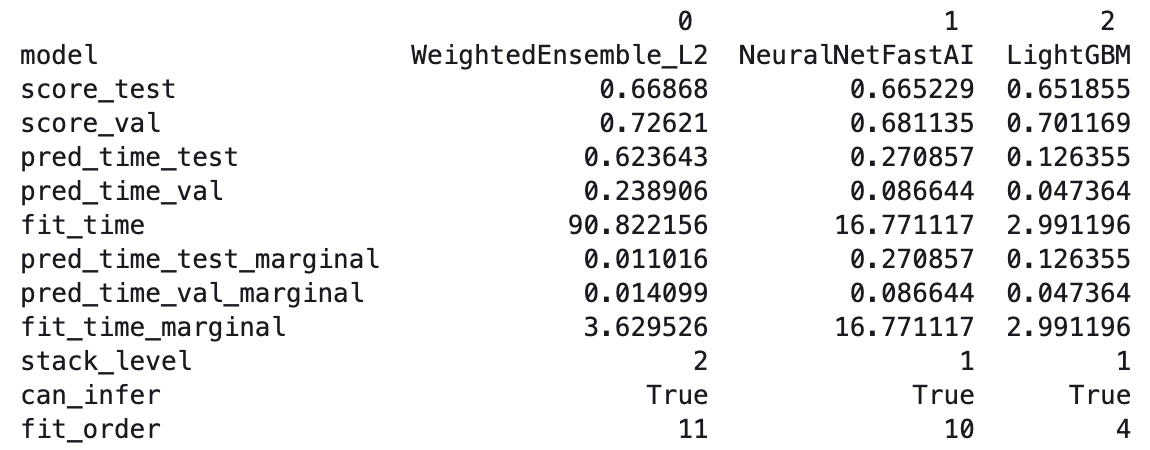 0 1 2
model WeightedEnsemble_L2 NeuralNetFastAI LightGBM
score_test 0.66868 0.665229 0.651855
score_val 0.72621 0.681135 0.701169
pred_time_test 0.623643 0.270857 0.126355
pred_time_val 0.238906 0.086644 0.047364
fit_time 90.822156 16.771117 2.991196
pred_time_test_marginal 0.011016 0.270857 0.126355
pred_time_val_marginal 0.014099 0.086644 0.047364
fit_time_marginal 3.629526 16.771117 2.991196
stack_level 2 1 1
can_infer True True True
fit_order 11 10 4